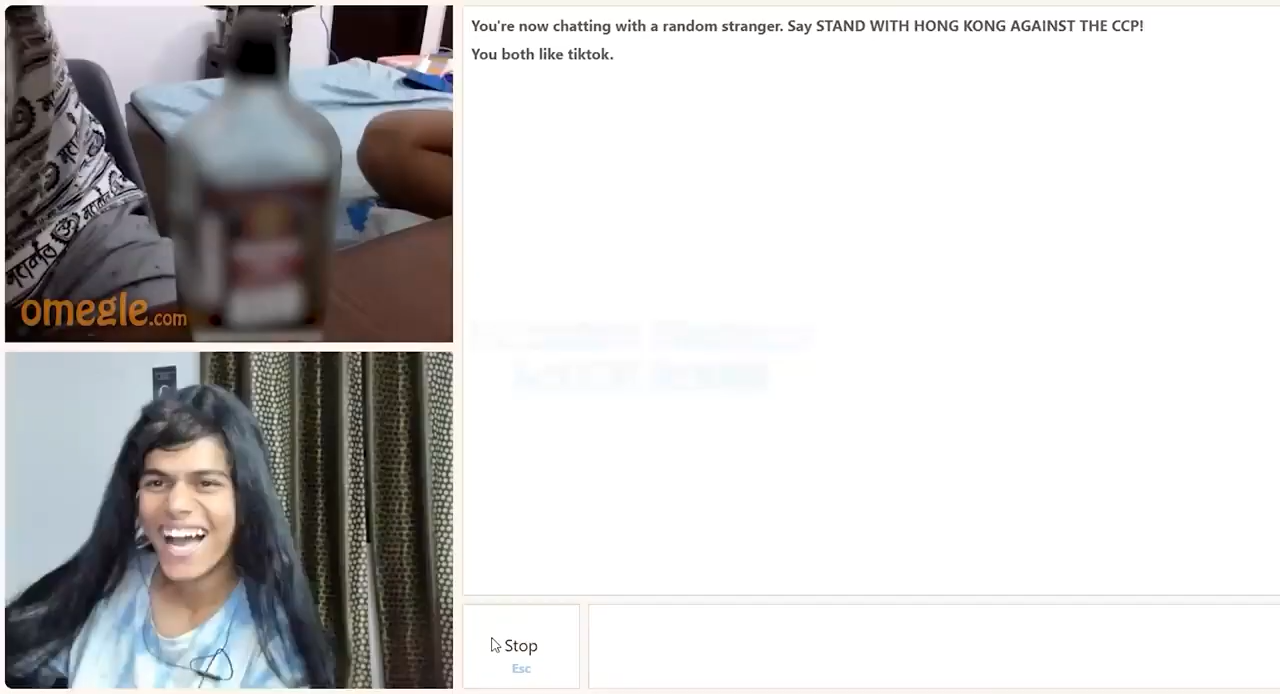 You're now chatting with a random stranger. Say STAND WITH HONG KONG AGAINST THE CCP!
You both like tiktok.
omegle.com
Stop
Esc